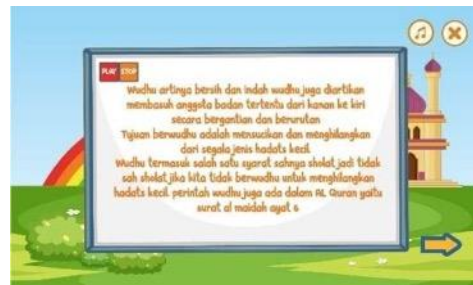 PLAY STOP
Wudhu artinya bersih dan indah wudhu juga diartikan
membasuh anggota badan tertentu dari kanan ke kiri
secara bergantian dan berurutan
Tujuan berwudhu adalah mensucikan dan menghilangkan
dari segala jenis hadats kecil
Wudhu termasuk salah satu syarat sahnya sholat jadi tidak
sah sholat jika kita tidak berwudhu untuk menghilangkan
hadats kecil perintah wudhu juga ada dalam AL Quran yaitu
surat al maidah ayat 6